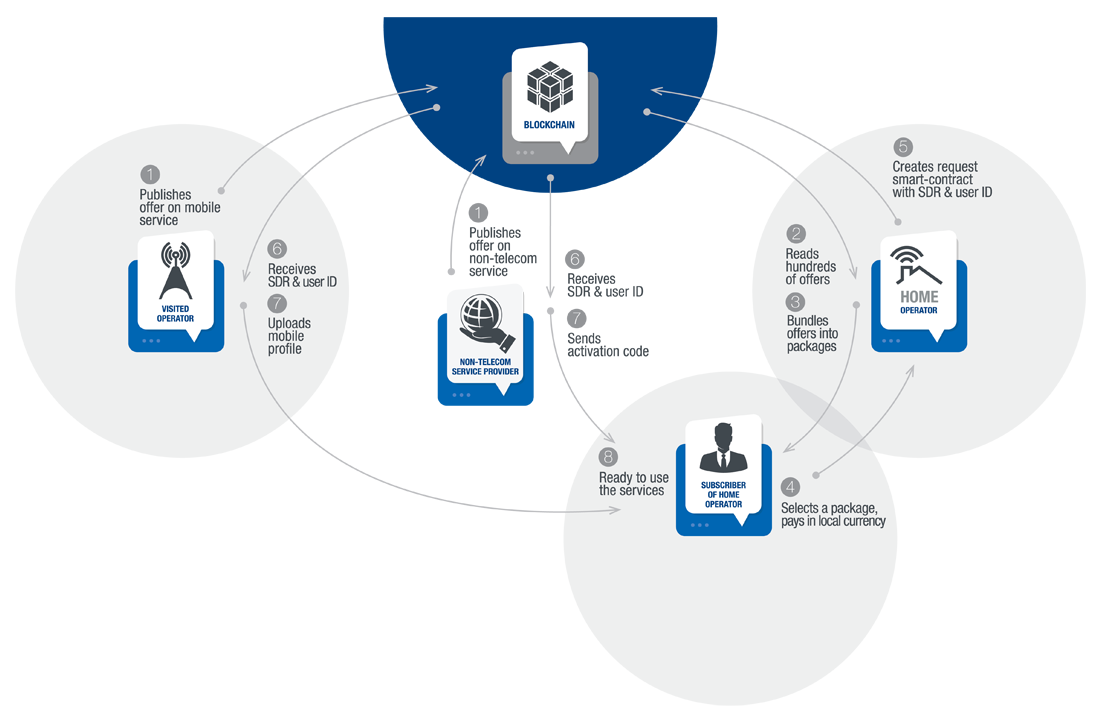 BLOCKCHAIN
1
Publishes
offer on mobile
service
VISITED
OPERATOR
6
Receives
SDR & user ID
7
Uploads
mobile
profile
1
Publishes
offer on
non-telecom
service
NON-TELECOM
SERVICE PROVIDER
6
Receives
SDR & user ID
7
Sends
activation code
5
Creates request
smart-contract
with SDR & user ID
2
Reads
hundreds
of offers
3
Bundles
offers into
packages
HOME
OPERATOR
8
Ready to use
the services
SUBSCRIBER
OF HOME
OPERATOR
4
Selects a package,
pays in local currency